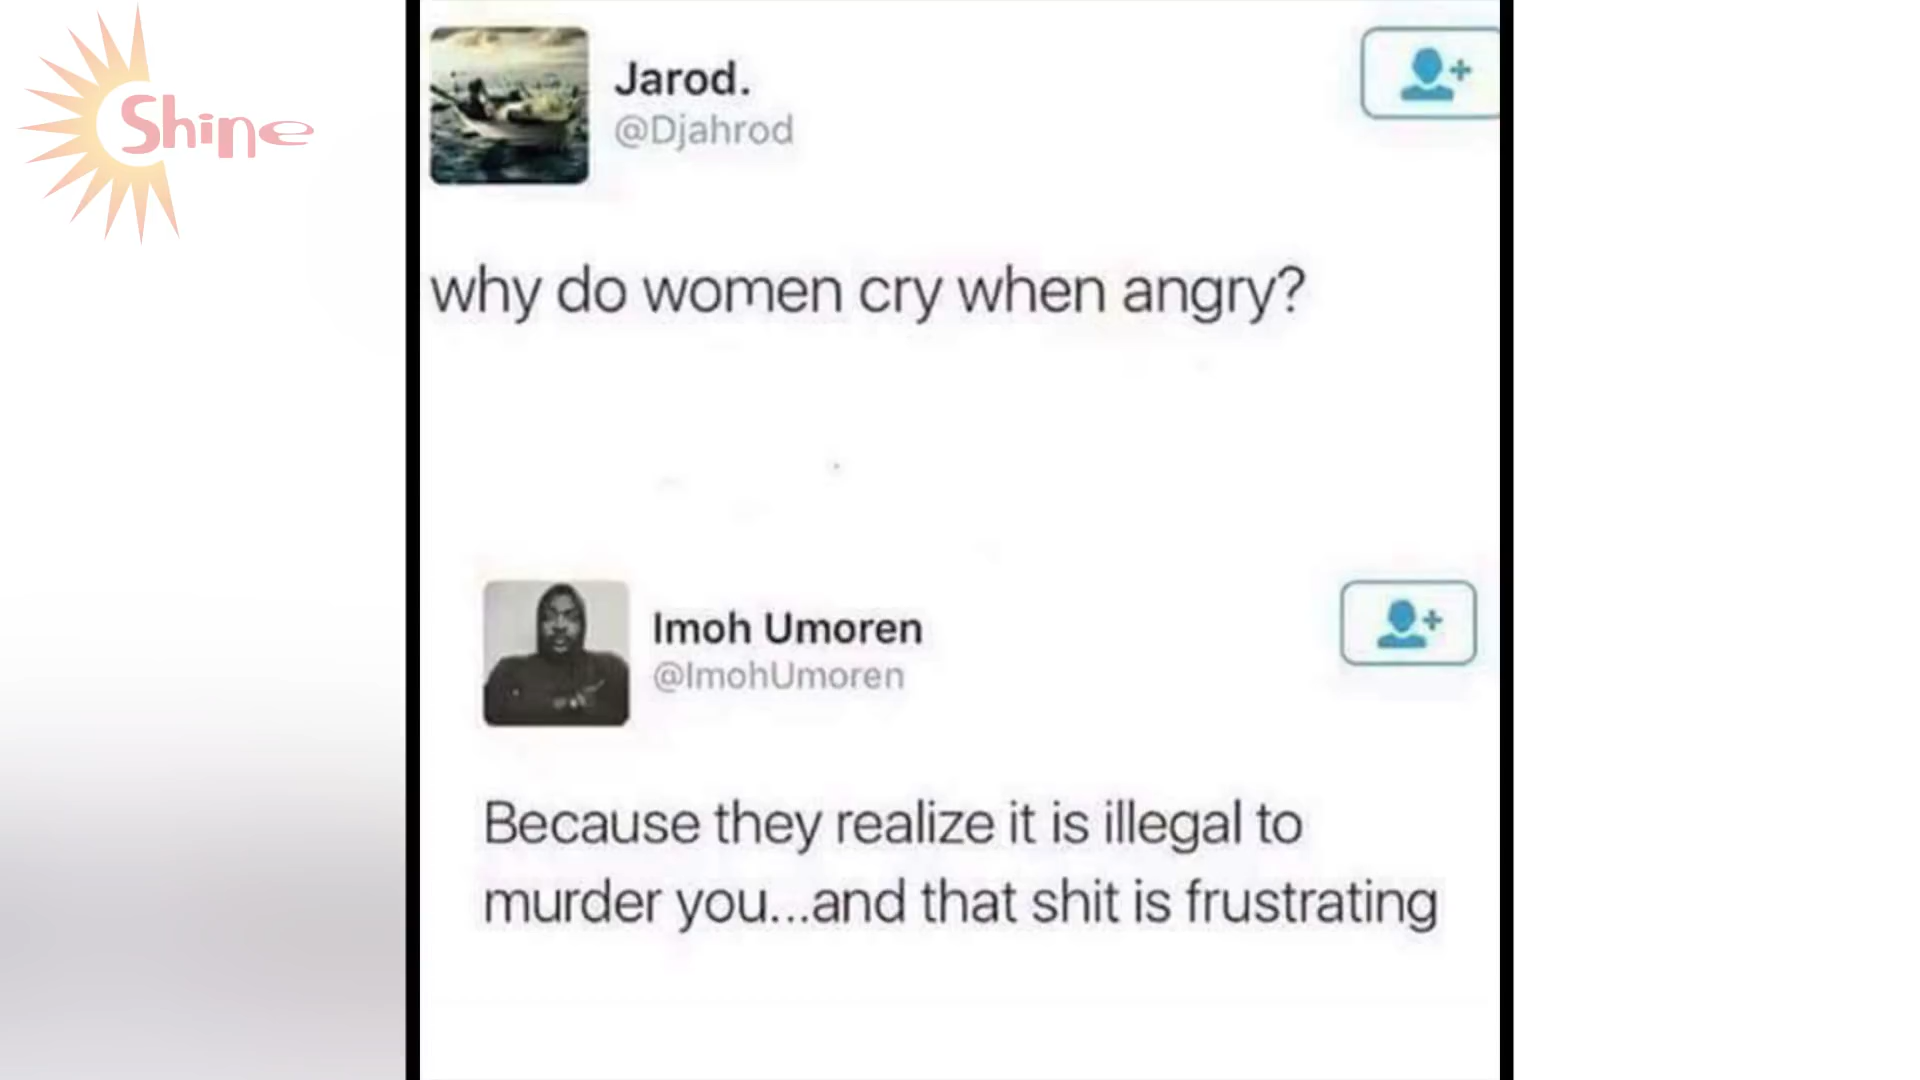 Shine
Jarod.
@Djahrod
why do women cry when angry?
Imoh Umoren
@ImohUmoren
Because they realize it is illegal to
murder you...and that shit is frustrating